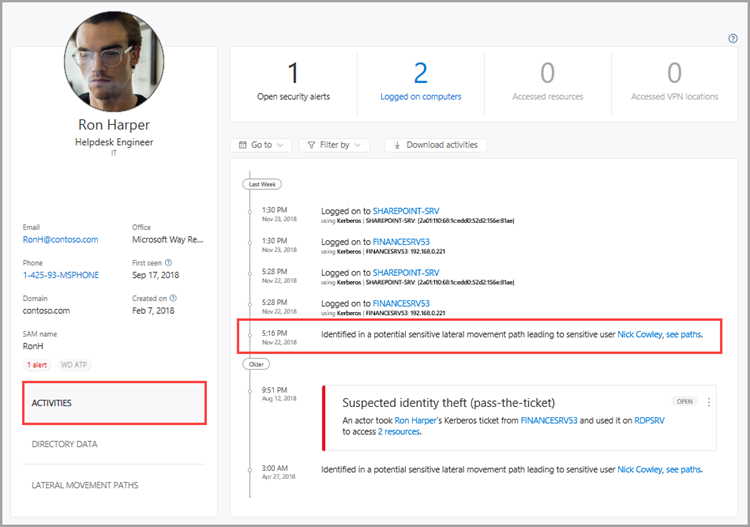 Ron Harper
Helpdesk Engineer
IT
Email
RonH@contoso.com
Office
Microsoft Way Re...
Phone
1-425-93-MSPHONE
First seen
Sep 17, 2018
Domain
contoso.com
Created on
Feb 7, 2018
SAM name
RonH
1 alert
WD ATP
ACTIVITIES
DIRECTORY DATA
LATERAL MOVEMENT PATHS
1
Open security alerts
2
Logged on computers
0
Accessed resources
0
Accessed VPN locations
Go to
Filter by
Download activities
Last Week
1:30 PM
Nov 23, 2018
Logged on to SHAREPOINT-SRV
using Kerberos | SHAREPOINT-SRV: [2a01:110:68:1c:edd0:52d2:156e:81ae]
1:30 PM
Nov 23, 2018
Logged on to FINANCESRV53
using Kerberos | FINANCESRV53: 192.168.0.221
5:28 PM
Nov 22, 2018
Logged on to SHAREPOINT-SRV
using Kerberos | SHAREPOINT-SRV: [2a01:110:68:1c:edd0:52d2:156e:81ae]
5:28 PM
Nov 22, 2018
Logged on to FINANCESRV53
using Kerberos | FINANCESRV53: 192.168.0.221
5:16 PM
Nov 22, 2018
Identified in a potential sensitive lateral movement path leading to sensitive user Nick Cowley, see paths.
Older
9:51 PM
Aug 12, 2018
Suspected identity theft (pass-the-ticket)
OPEN
An actor took Ron Harper's Kerberos ticket from FINANCESRV53 and used it on RDPSRV
to access 2 resources.
3:00 AM
Apr 27, 2018
Identified in a potential sensitive lateral movement path leading to sensitive user Nick Cowley, see paths.